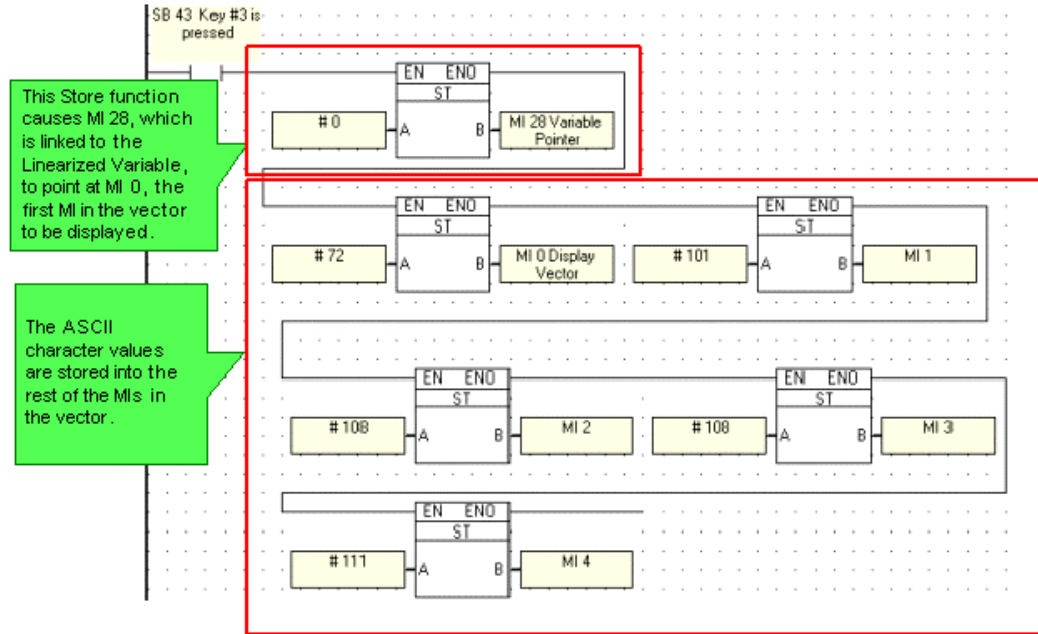 SB 43 Key #3 is
pressed
This Store function
causes MI 28, which
is linked to the
Linearized Variable,
to point at MI 0, the
first MI in the vector
to be displayed.
EN ENO
ST
# 0
A
B
MI 28 Variable
Pointer
EN ENO
ST
# 72
A
B
MI 0 Display
Vector
EN ENO
ST
# 101
A
B
MI 1
The ASCII
character values
are stored into the
rest of the MIs in
the vector.
EN ENO
ST
# 108
A
B
MI 2
EN ENO
ST
# 108
A
B
MI 3
EN ENO
ST
# 111
A
B
MI 4